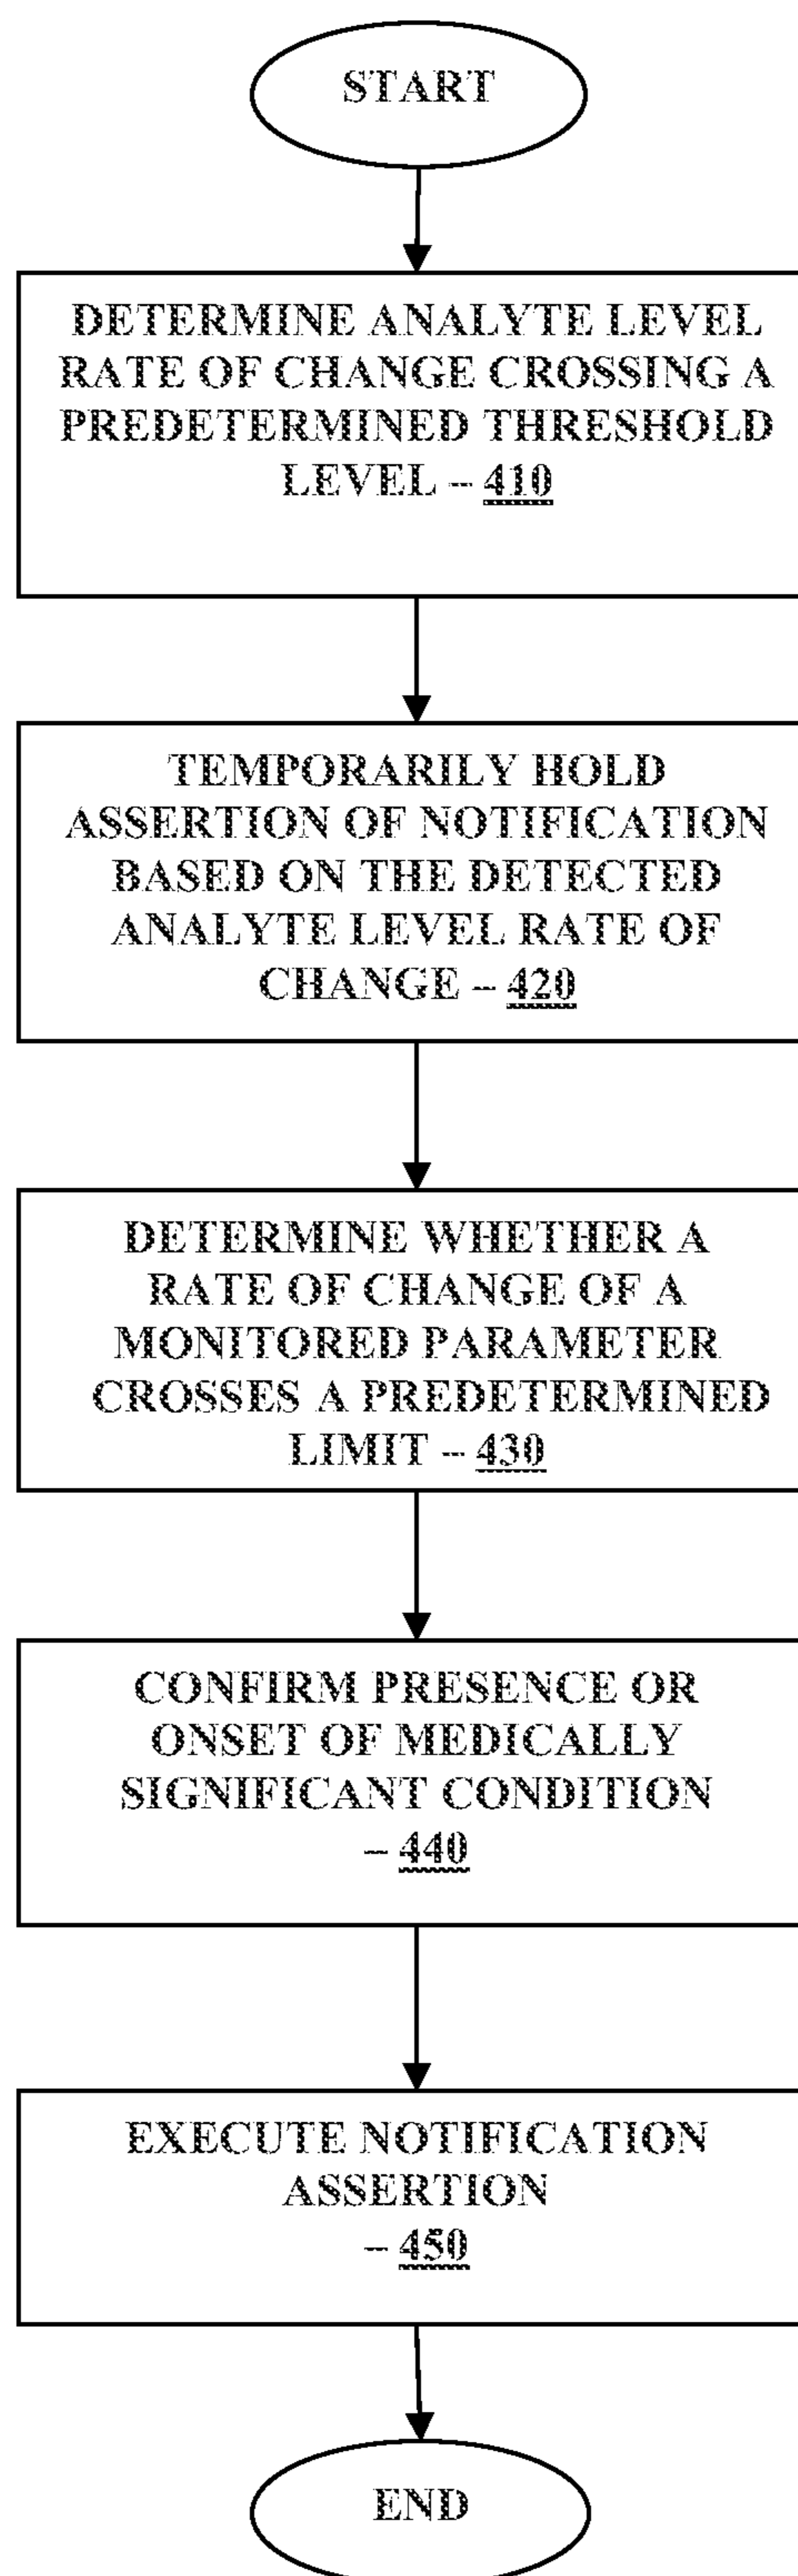 START
DETERMINE ANALYTE LEVEL
RATE OF CHANGE CROSSING A
PREDETERMINED THRESHOLD
LEVEL -- 410
TEMPORARILY HOLD
ASSERTION OF NOTIFICATION
BASED ON THE DETECTED
ANALYTE LEVEL RATE OF
CHANGE -- 420
DETERMINE WHETHER A
RATE OF CHANGE OF A
MONITORED PARAMETER
CROSSES A PREDETERMINED
LIMIT -- 430
CONFIRM PRESENCE OR
ONSET OF MEDICALLY
SIGNIFICANT CONDITION
-- 440
EXECUTE NOTIFICATION
ASSERTION
-- 450
END